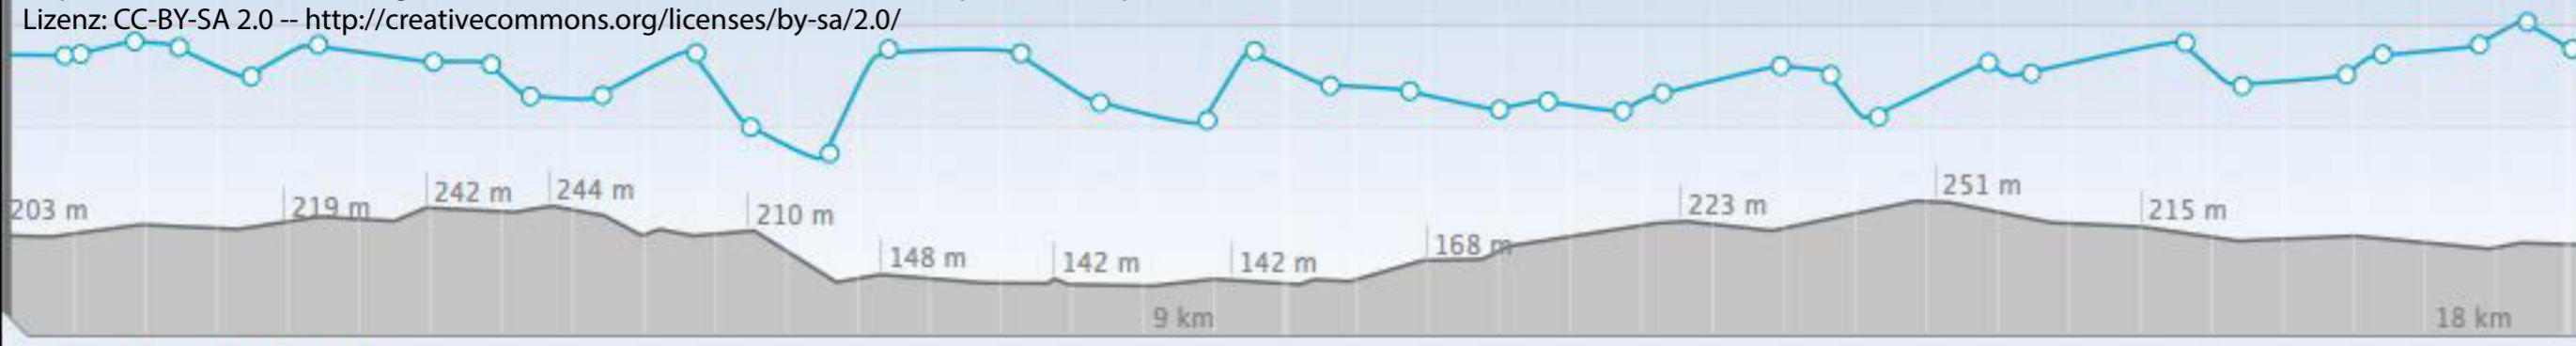 Lizenz: CC-BY-SA 2.0 -- http://creativecommons.org/licenses/by-sa/2.0/
203 m
219 m
242 m
244 m
210 m
148 m
142 m
142 m
168 m
223 m
251 m
215 m
9 km
18 km